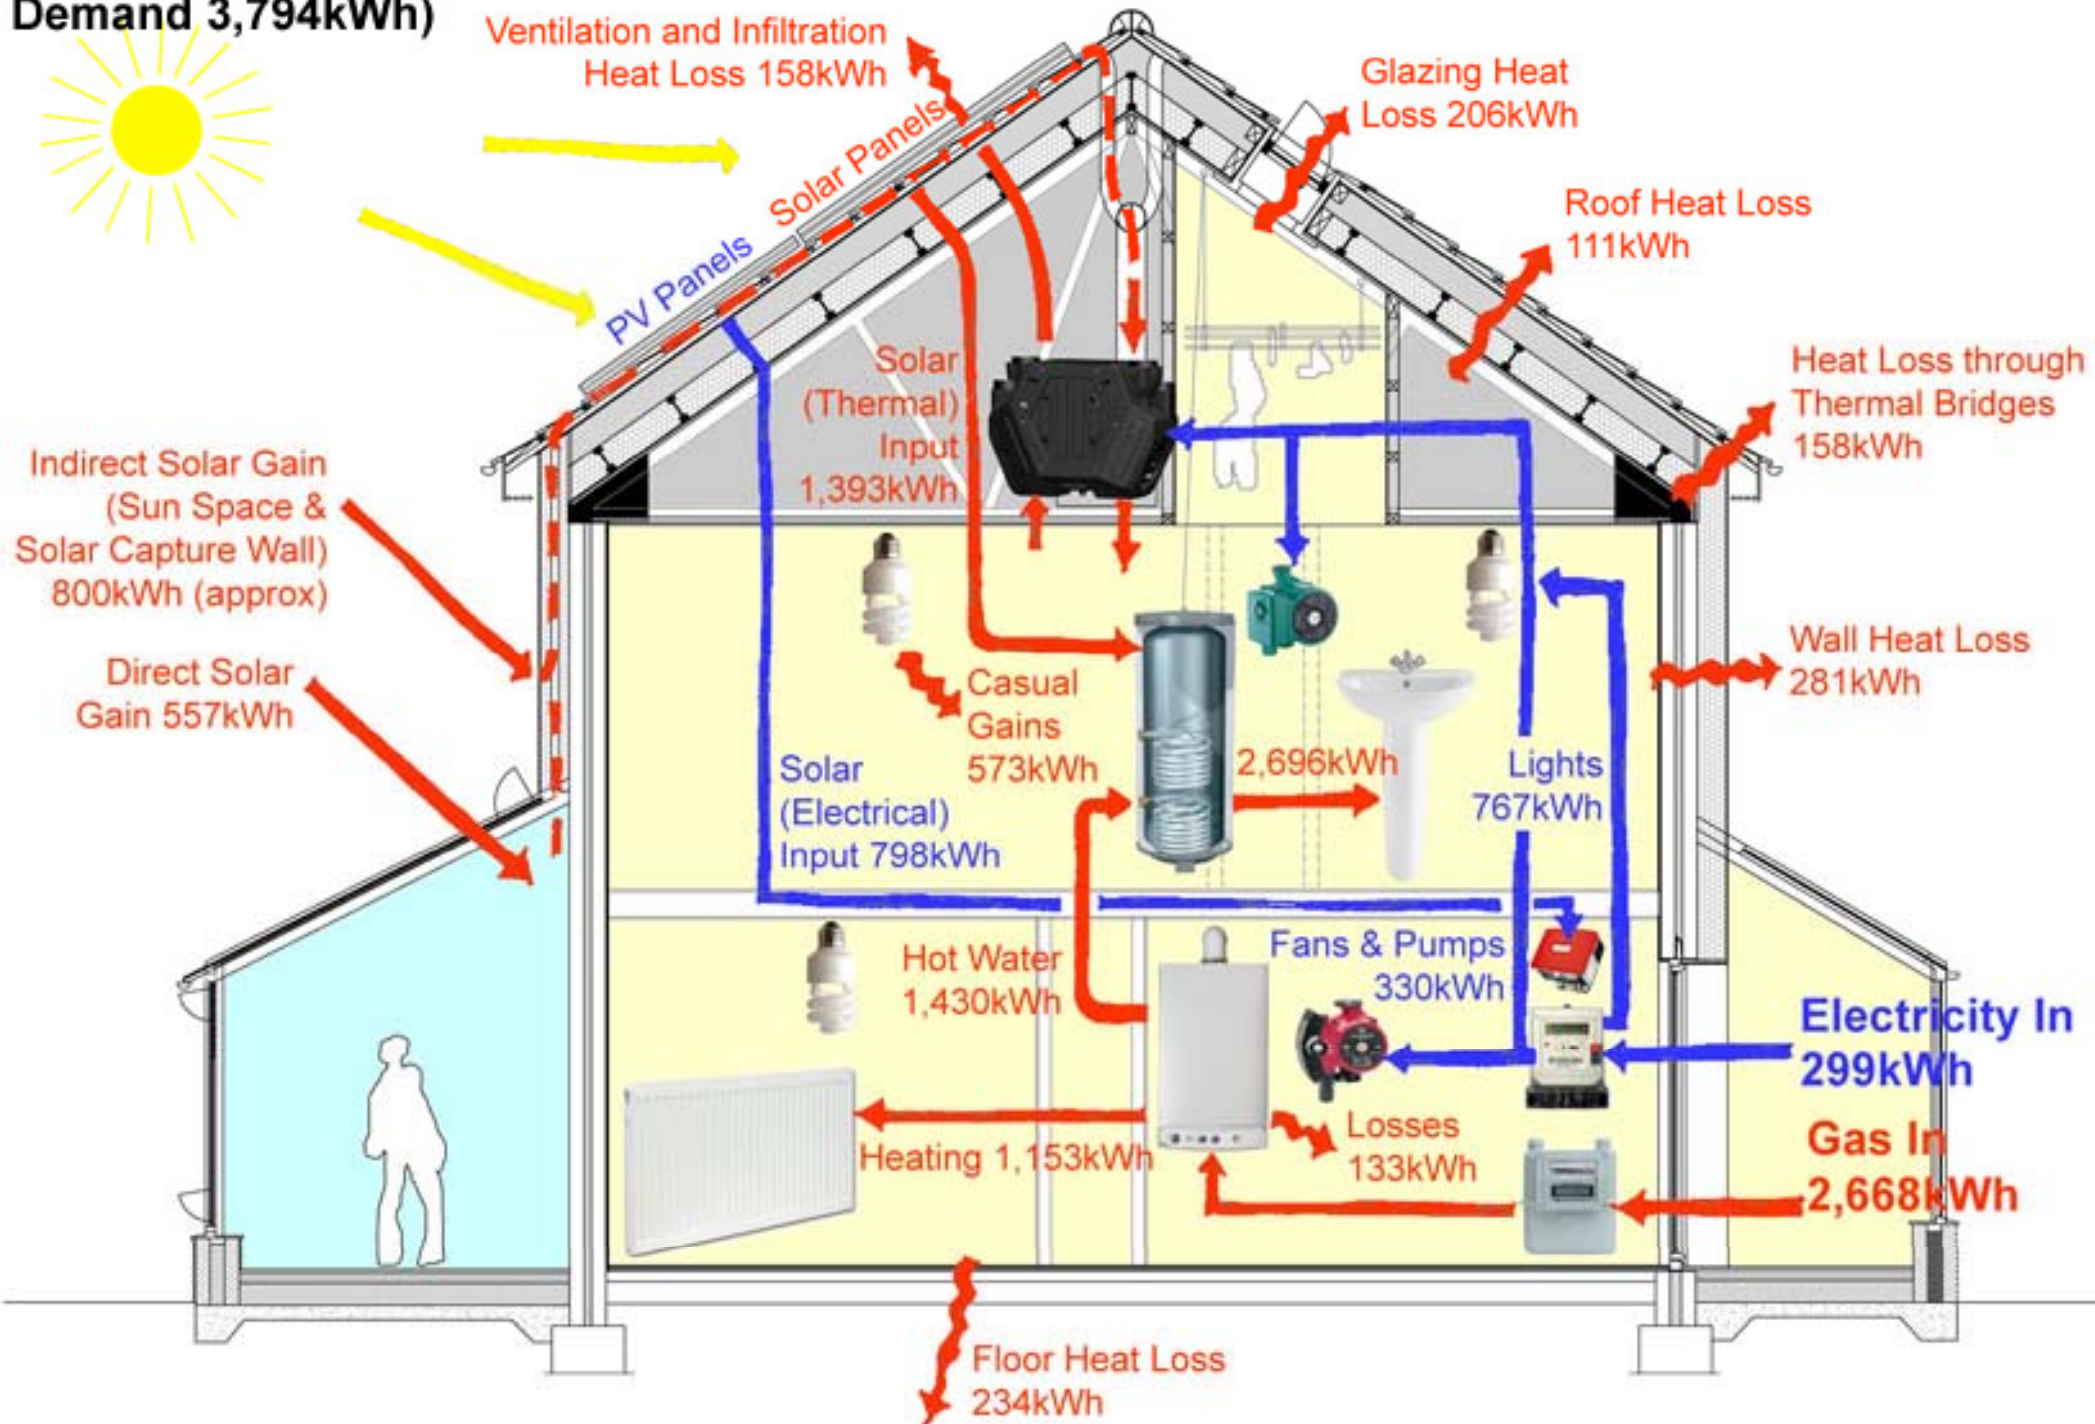 Demand 3,794kWh)
Ventilation and Infiltration
Heat Loss 158kWh
Glazing Heat
Loss 206kWh
Solar Panels
PV Panels
Roof Heat Loss
111kWh
Solar
(Thermal)
Input
1,393kWh
Heat Loss through
Thermal Bridges
158kWh
Indirect Solar Gain
(Sun Space &
Solar Capture Wall)
800kWh (approx)
Direct Solar
Gain 557kWh
Casual
Gains
573kWh
Wall Heat Loss
281kWh
Solar
(Electrical)
Input 798kWh
2,696kWh
Lights
767kWh
Hot Water
1,430kWh
Fans & Pumps
330kWh
Electricity In
299kWh
Heating 1,153kWh
Losses
133kWh
Gas In
2,668kWh
Floor Heat Loss
234kWh